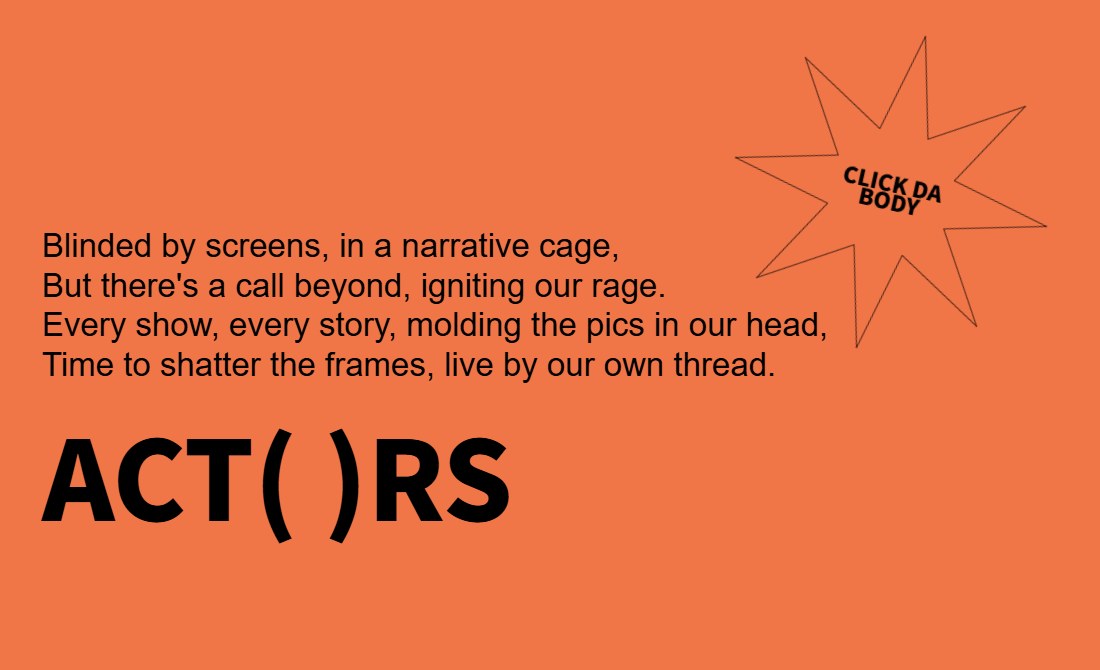 CLICK DA
BODY
Blinded by screens, in a narrative cage,
But there's a call beyond, igniting our rage.
Every show, every story, molding the pics in our head,
Time to shatter the frames, live by our own thread.
ACT( )RS